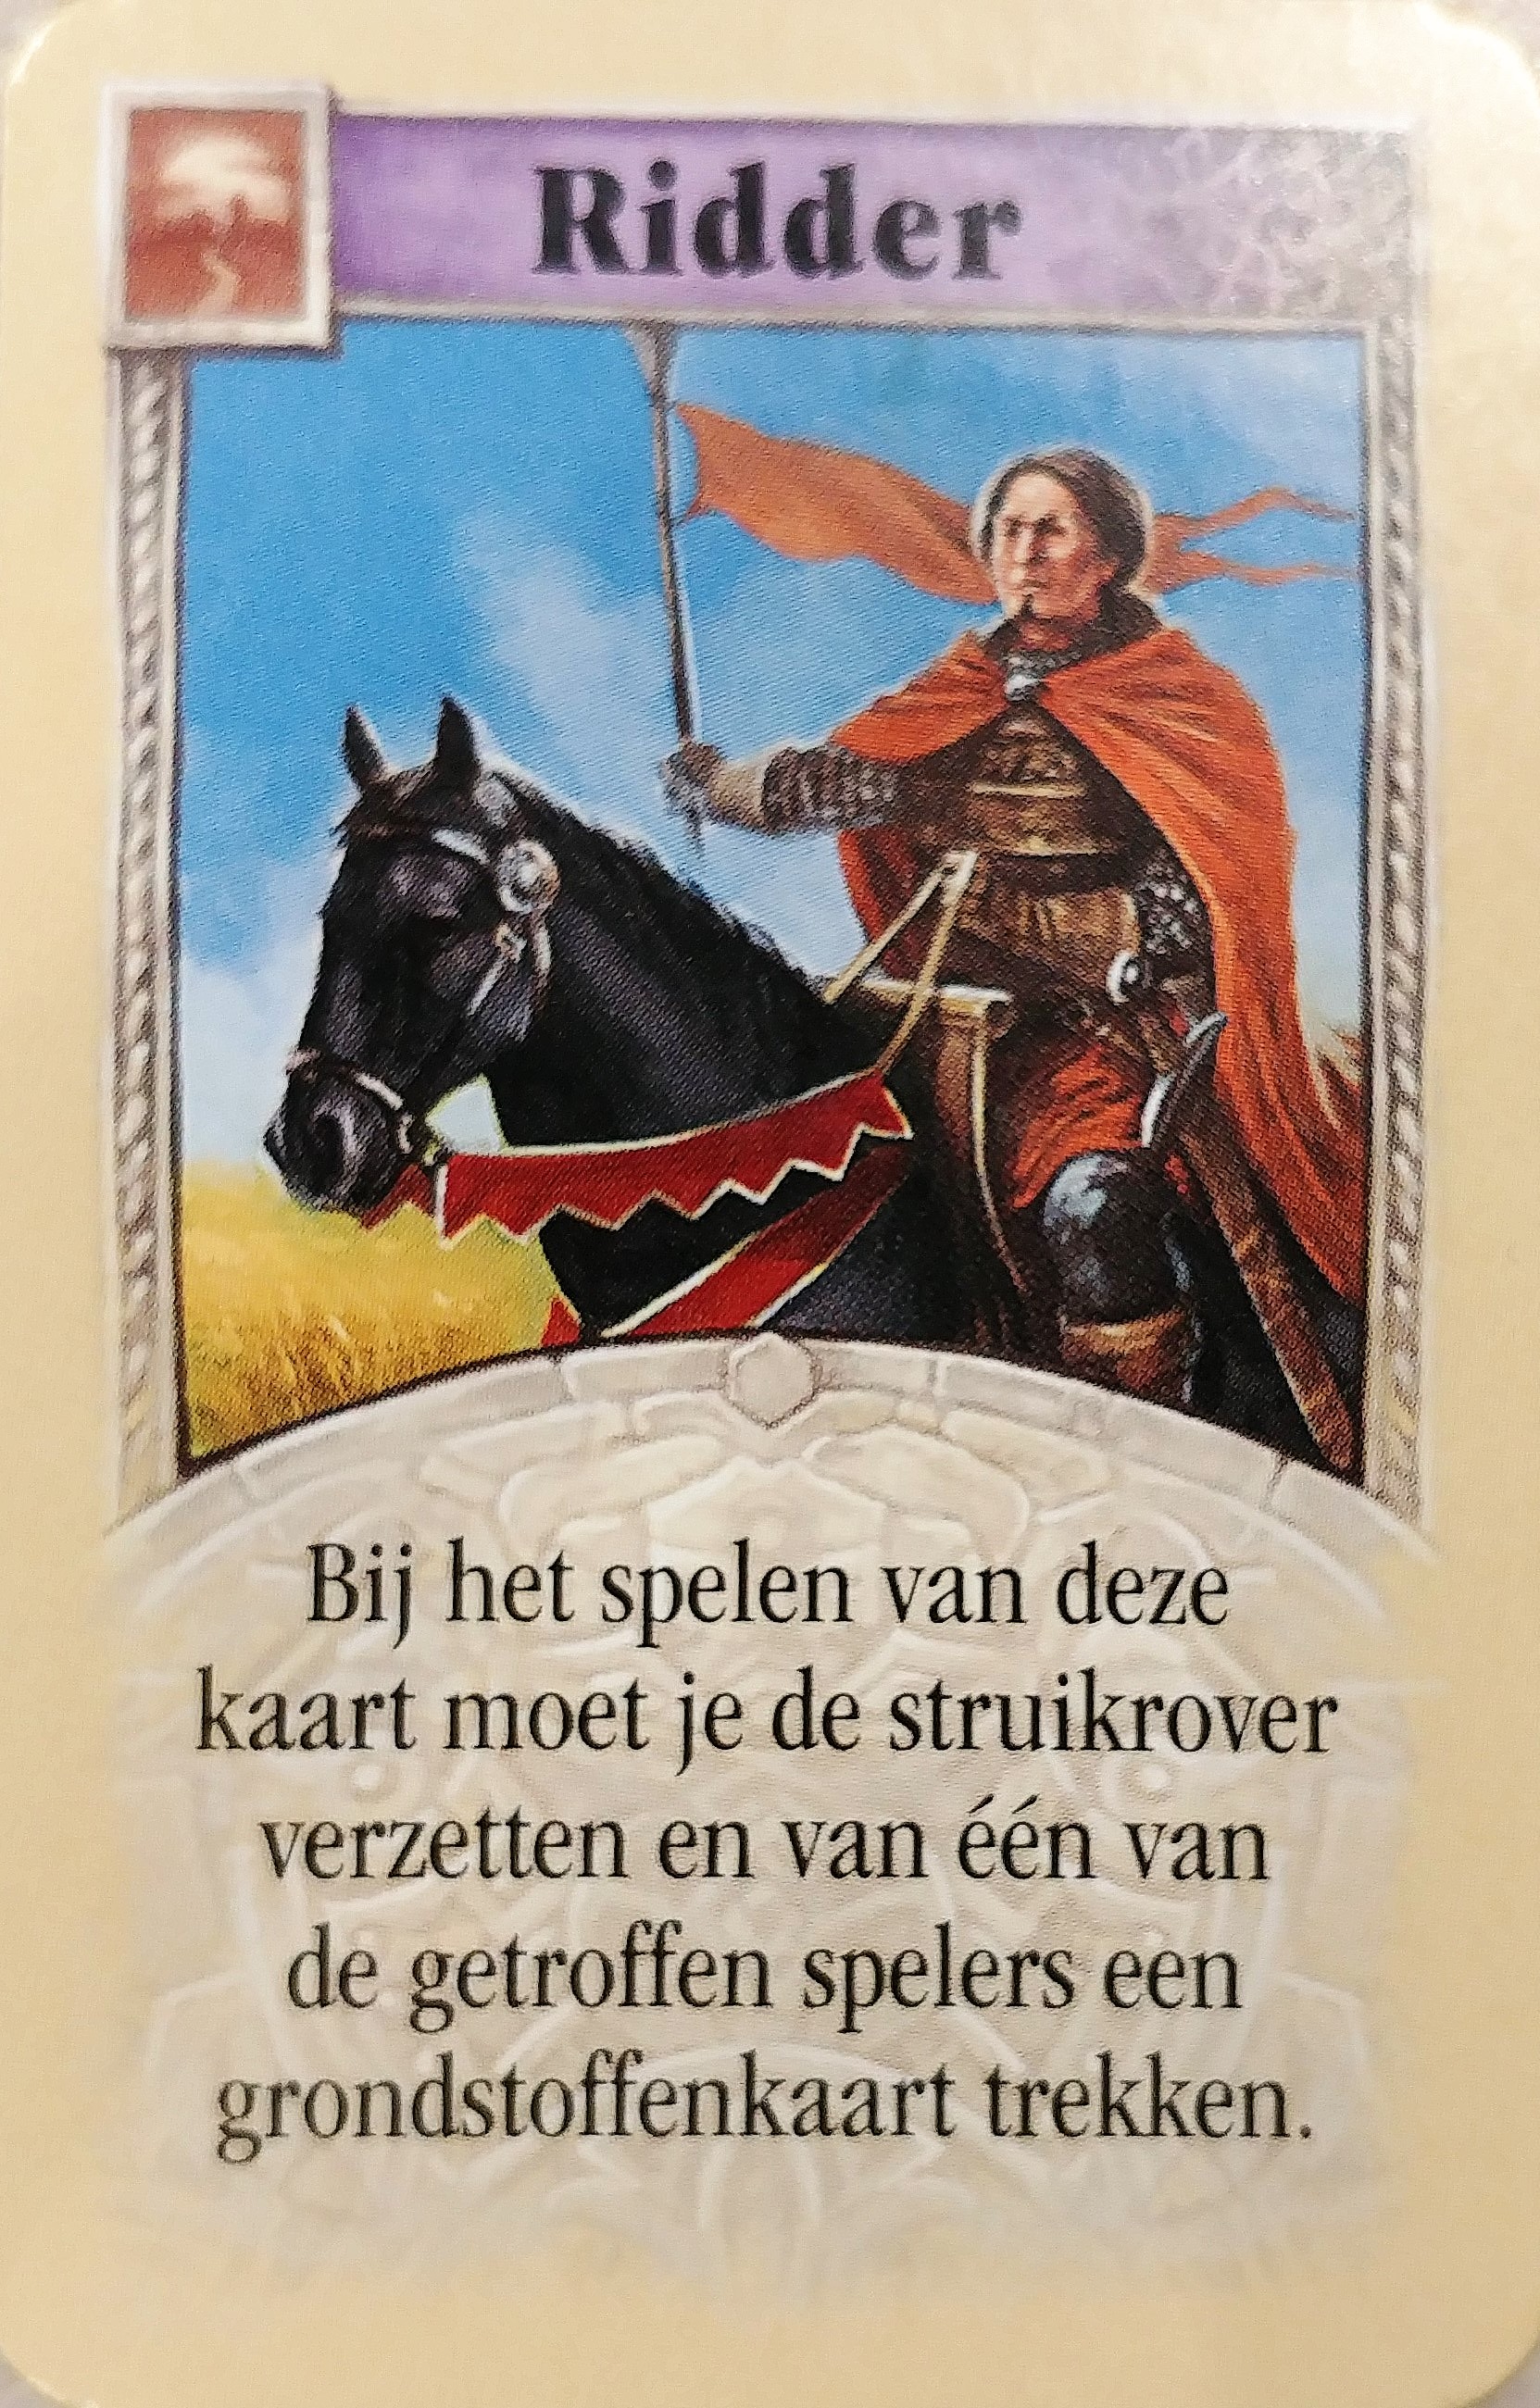 Ridder
Bij het spelen van deze
kaart moet je de struikrover
verzetten en van één van
de getroffen spelers een
grondstoffenkaart trekken.